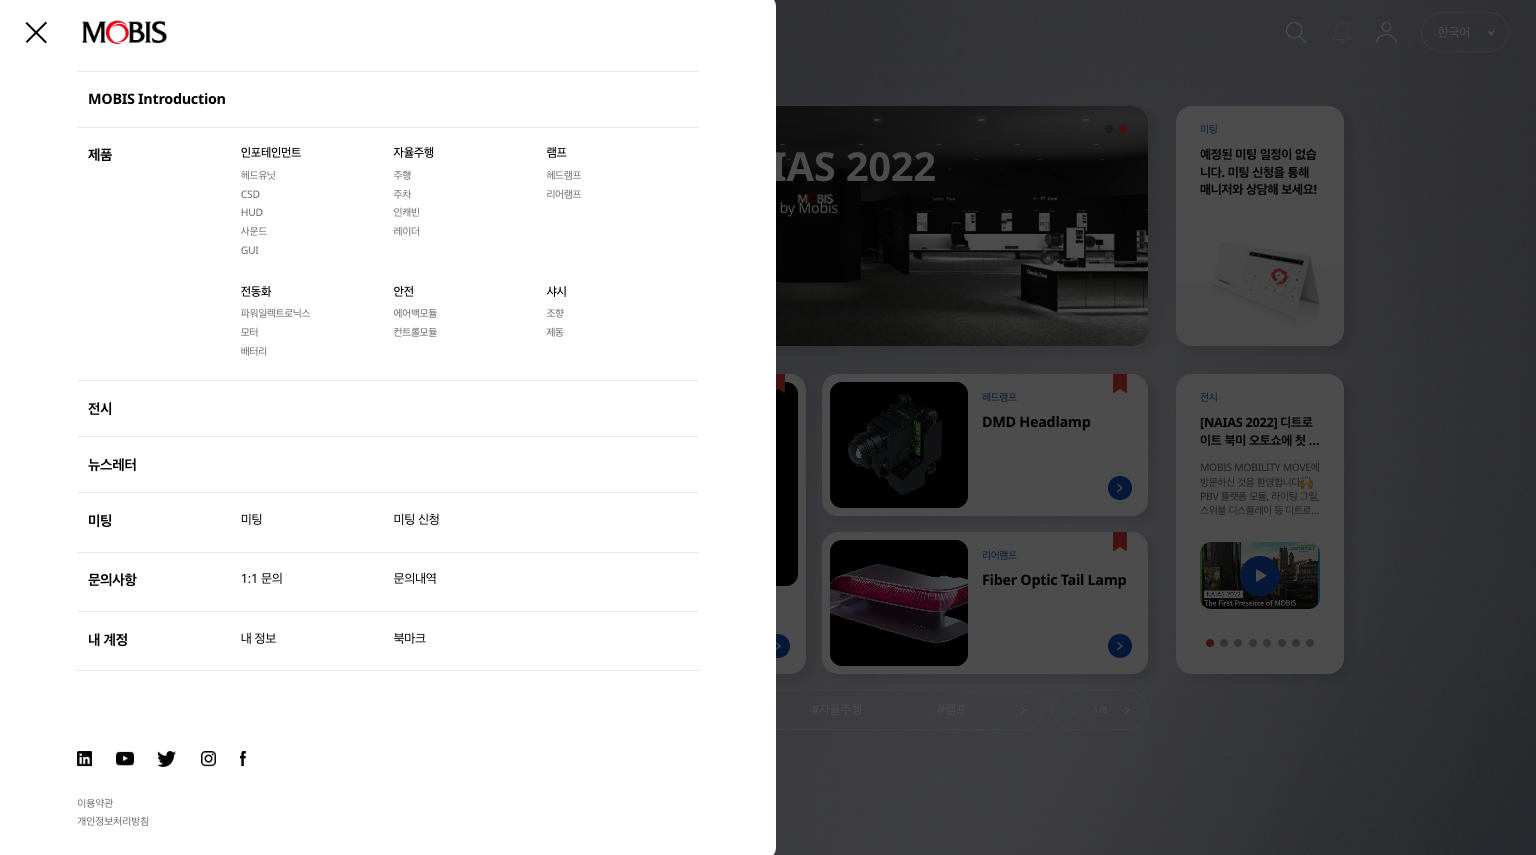 MOBIS
MOBIS Introduction
제품
인포테인먼트
헤드유닛
CSD
HUD
사운드
GUI
자율주행
주행
주차
인캐빈
레이더
램프
헤드램프
리어램프
전동화
파워일렉트로닉스
모터
배터리
안전
에어백모듈
컨트롤모듈
샤시
조향
제동
전시
뉴스레터
미팅
미팅
미팅 신청
문의사항
1:1 문의
문의내역
내 계정
내 정보
북마크
이용약관
개인정보처리방침
한국어
IAS 2022
by Mobis
MOBIS
Classic Zone
미팅
예정된 미팅 일정이 없습
니다. 미팅 신청을 통해
매니저와 상담해 보세요!
헤드램프
DMD Headlamp
리어램프
Fiber Optic Tail Lamp
전시
[NAIAS 2022] 디트로
이트 북미 오토쇼에 첫 ...
MOBIS MOBILITY MOVE에
방문하신 것을 환영합니다🙌
PBV 플랫폼 모듈, 라이팅 그릴,
스위블 디스플레이 등 디트로...
NAIAS 2022
The First Presence of MOBIS
#자율주행
#램프
1/8